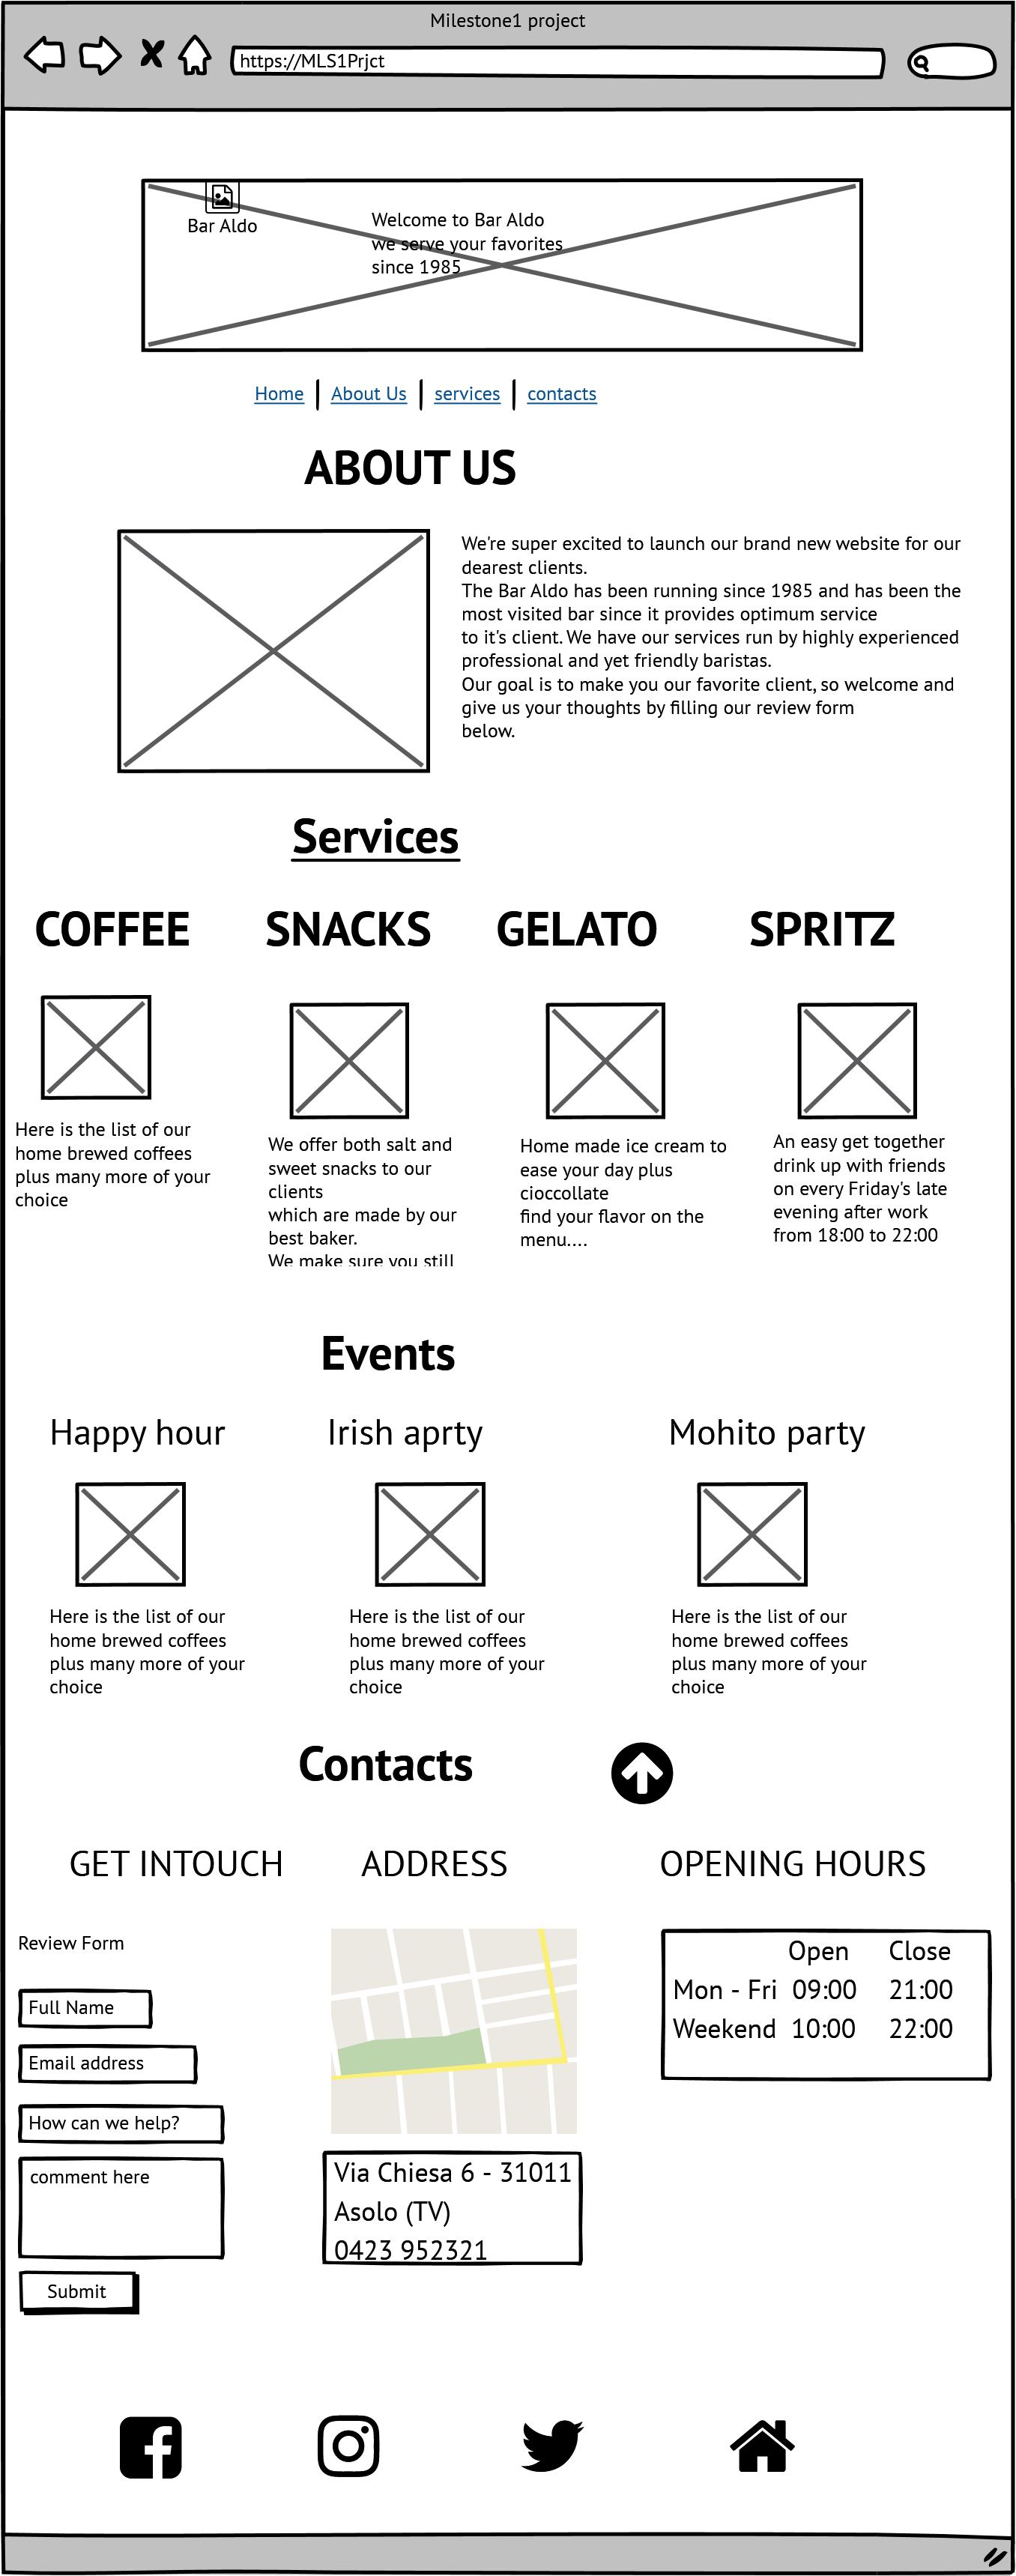 Milestone1 project
https://MLS1Prjct
Bar Aldo
Welcome to Bar Aldo
we serve your favorites
since 1985
Home | About Us | services | contacts
ABOUT US
We're super excited to launch our brand new website for our
dearest clients.
The Bar Aldo has been running since 1985 and has been the
most visited bar since it provides optimum service
to it's client. We have our services run by highly experienced
professional and yet friendly baristas.
Our goal is to make you our favorite client, so welcome and
give us your thoughts by filling our review form
below.
Services
COFFEE
Here is the list of our
home brewed coffees
plus many more of your
choice
SNACKS
We offer both salt and
sweet snacks to our
clients
which are made by our
best baker.
We make sure you still
GELATO
Home made ice cream to
ease your day plus
cioccollate
find your flavor on the
menu....
SPRITZ
An easy get together
drink up with friends
on every Friday's late
evening after work
from 18:00 to 22:00
Events
Happy hour
Here is the list of our
home brewed coffees
plus many more of your
choice
Irish aprty
Here is the list of our
home brewed coffees
plus many more of your
choice
Mohito party
Here is the list of our
home brewed coffees
plus many more of your
choice
Contacts
GET INTOUCH
Review Form
Full Name
Email address
How can we help?
comment here
Submit
ADDRESS
Via Chiesa 6 - 31011
Asolo (TV)
0423 952321
OPENING HOURS
Open Close
Mon - Fri 09:00 21:00
Weekend 10:00 22:00